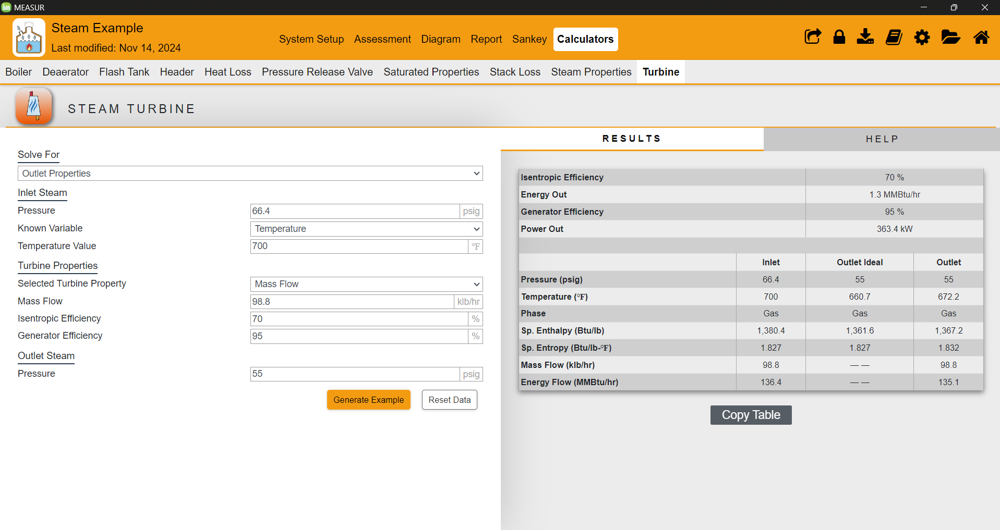 MEASUR
Steam Example
Last modified: Nov 14, 2024
System Setup Assessment Diagram Report Sankey Calculators
Boiler Deaerator Flash Tank Header Heat Loss Pressure Release Valve Saturated Properties Stack Loss Steam Properties Turbine
STEAM TURBINE
RESULTS HELP
Solve For
Outlet Properties
Inlet Steam
Pressure 66.4 psig
Known Variable Temperature
Temperature Value 700 °F
Turbine Properties
Selected Turbine Property Mass Flow
Mass Flow 98.8 klb/hr
Isentropic Efficiency 70 %
Generator Efficiency 95 %
Outlet Steam
Pressure 55 psig
Generate Example Reset Data
Isentropic Efficiency 70 %
Energy Out 1.3 MMBtu/hr
Generator Efficiency 95 %
Power Out 363.4 kW
Inlet Outlet Ideal Outlet
Pressure (psig) 66.4 55 55
Temperature (°F) 700 660.7 672.2
Phase Gas Gas Gas
Sp. Enthalpy (Btu/lb) 1,380.4 1,361.6 1,367.2
Sp. Entropy (Btu/lb-°F) 1.827 1.827 1.832
Mass Flow (klb/hr) 98.8 — — 98.8
Energy Flow (MMBtu/hr) 136.4 — — 135.1
Copy Table